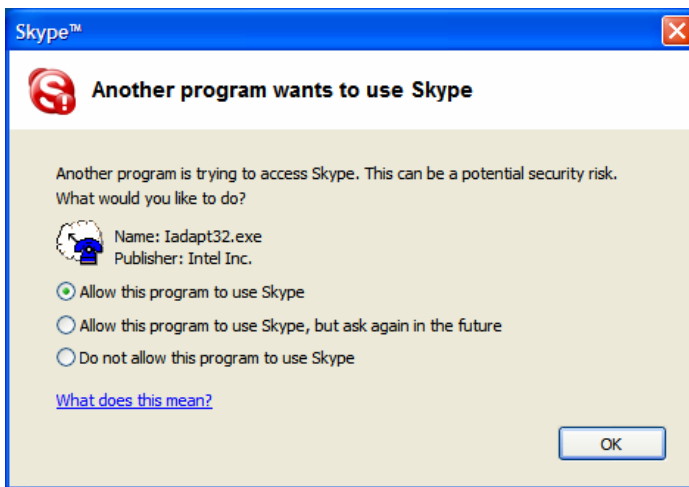 Skype™
Another program wants to use Skype
Another program is trying to access Skype. This can be a potential security risk.
What would you like to do?
Name: Iadapt32.exe
Publisher: Intel Inc.
Allow this program to use Skype
Allow this program to use Skype, but ask again in the future
Do not allow this program to use Skype
What does this mean?
OK